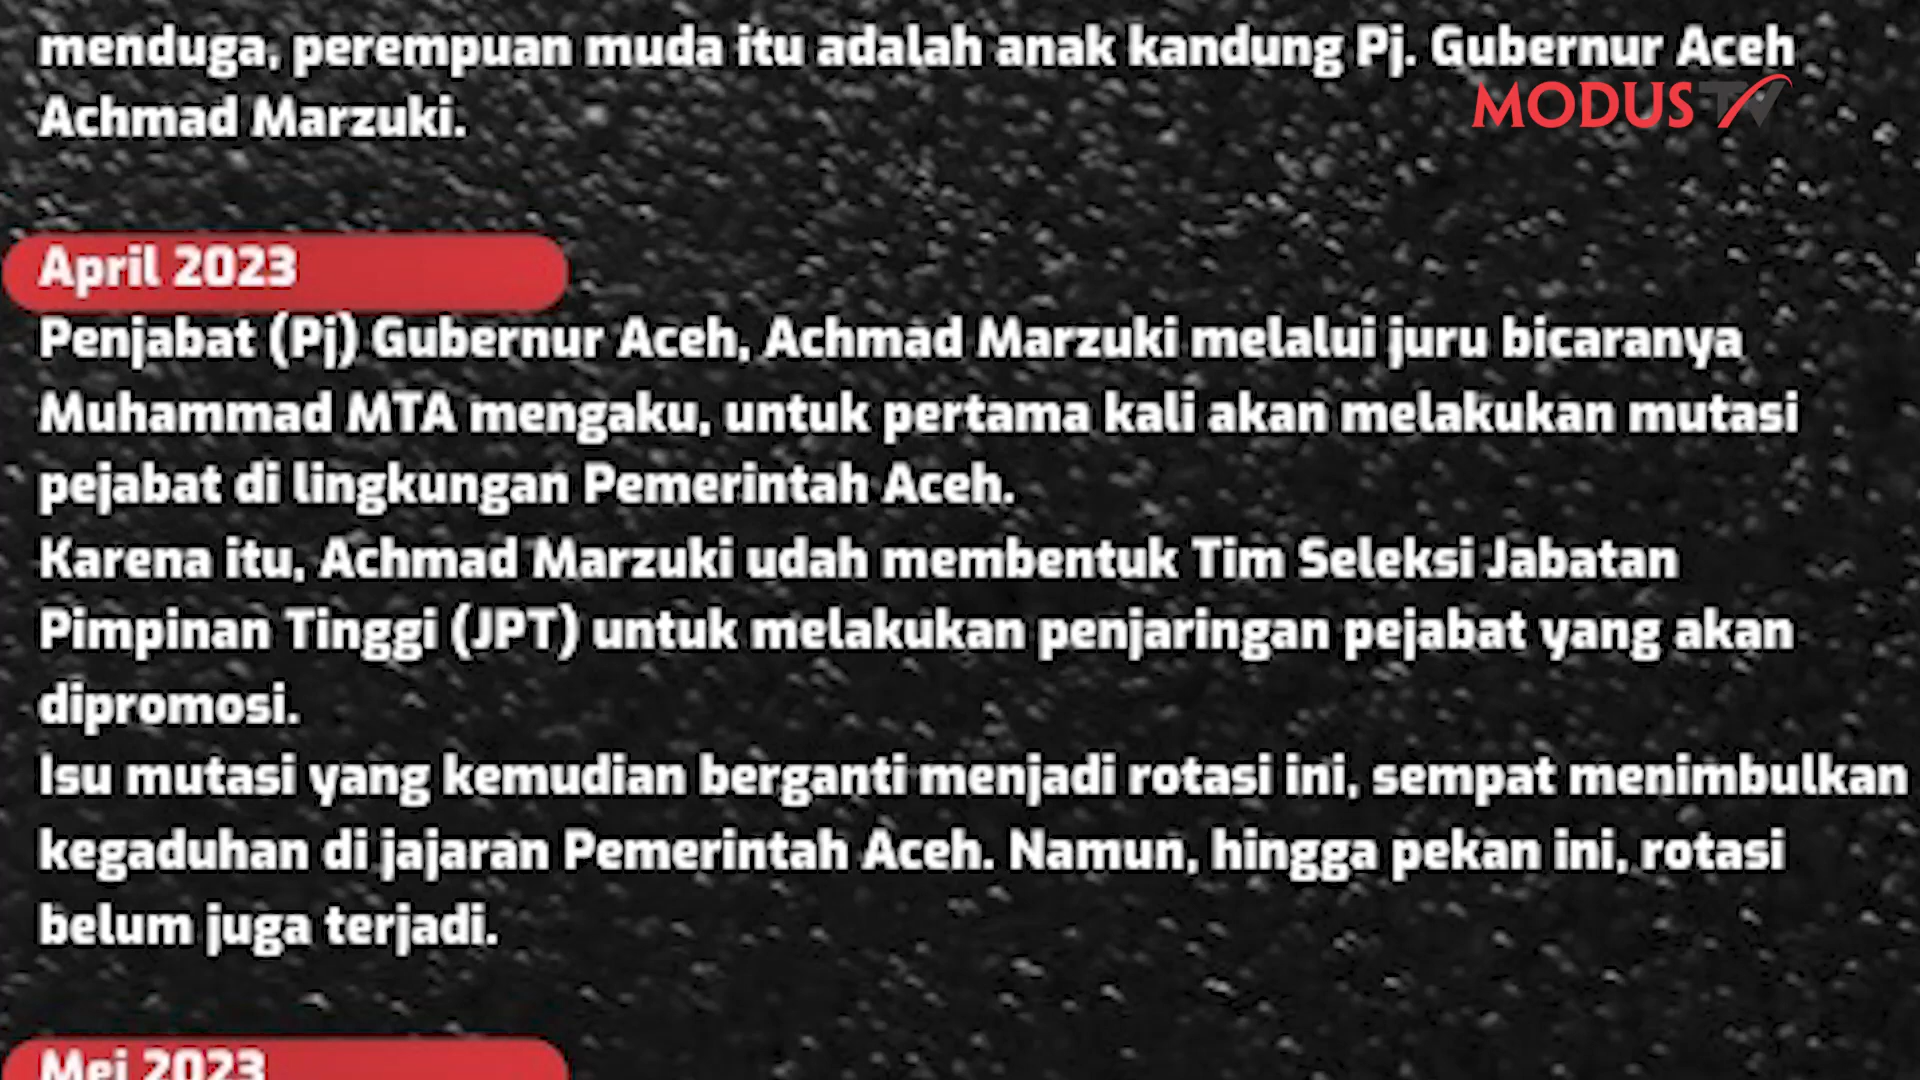 menduga, perempuan muda itu adalah anak kandung Pj. Gubernur Aceh
Achmad Marzuki.
MODUS TV
April 2023
Penjabat (Pj) Gubernur Aceh, Achmad Marzuki melalui juru bicaranya
Muhammad MTA mengaku, untuk pertama kali akan melakukan mutasi
pejabat di lingkungan Pemerintah Aceh.
Karena itu, Achmad Marzuki udah membentuk Tim Seleksi Jabatan
Pimpinan Tinggi (JPT) untuk melakukan penjaringan pejabat yang akan
dipromosi.
Isu mutasi yang kemudian berganti menjadi rotasi ini, sempat menimbulkan
kegaduhan di jajaran Pemerintah Aceh. Namun, hingga pekan ini, rotasi
belum juga terjadi.
Mei 2023